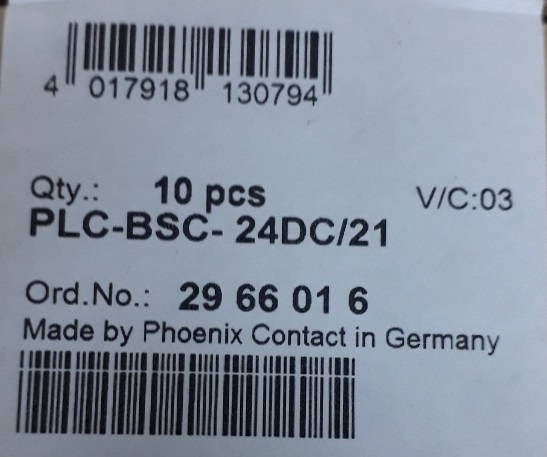 4 017918 130794
Qty.: 10 pcs V/C:03
PLC-BSC- 24DC/21
Ord.No.: 29 66 01 6
Made by Phoenix Contact in Germany